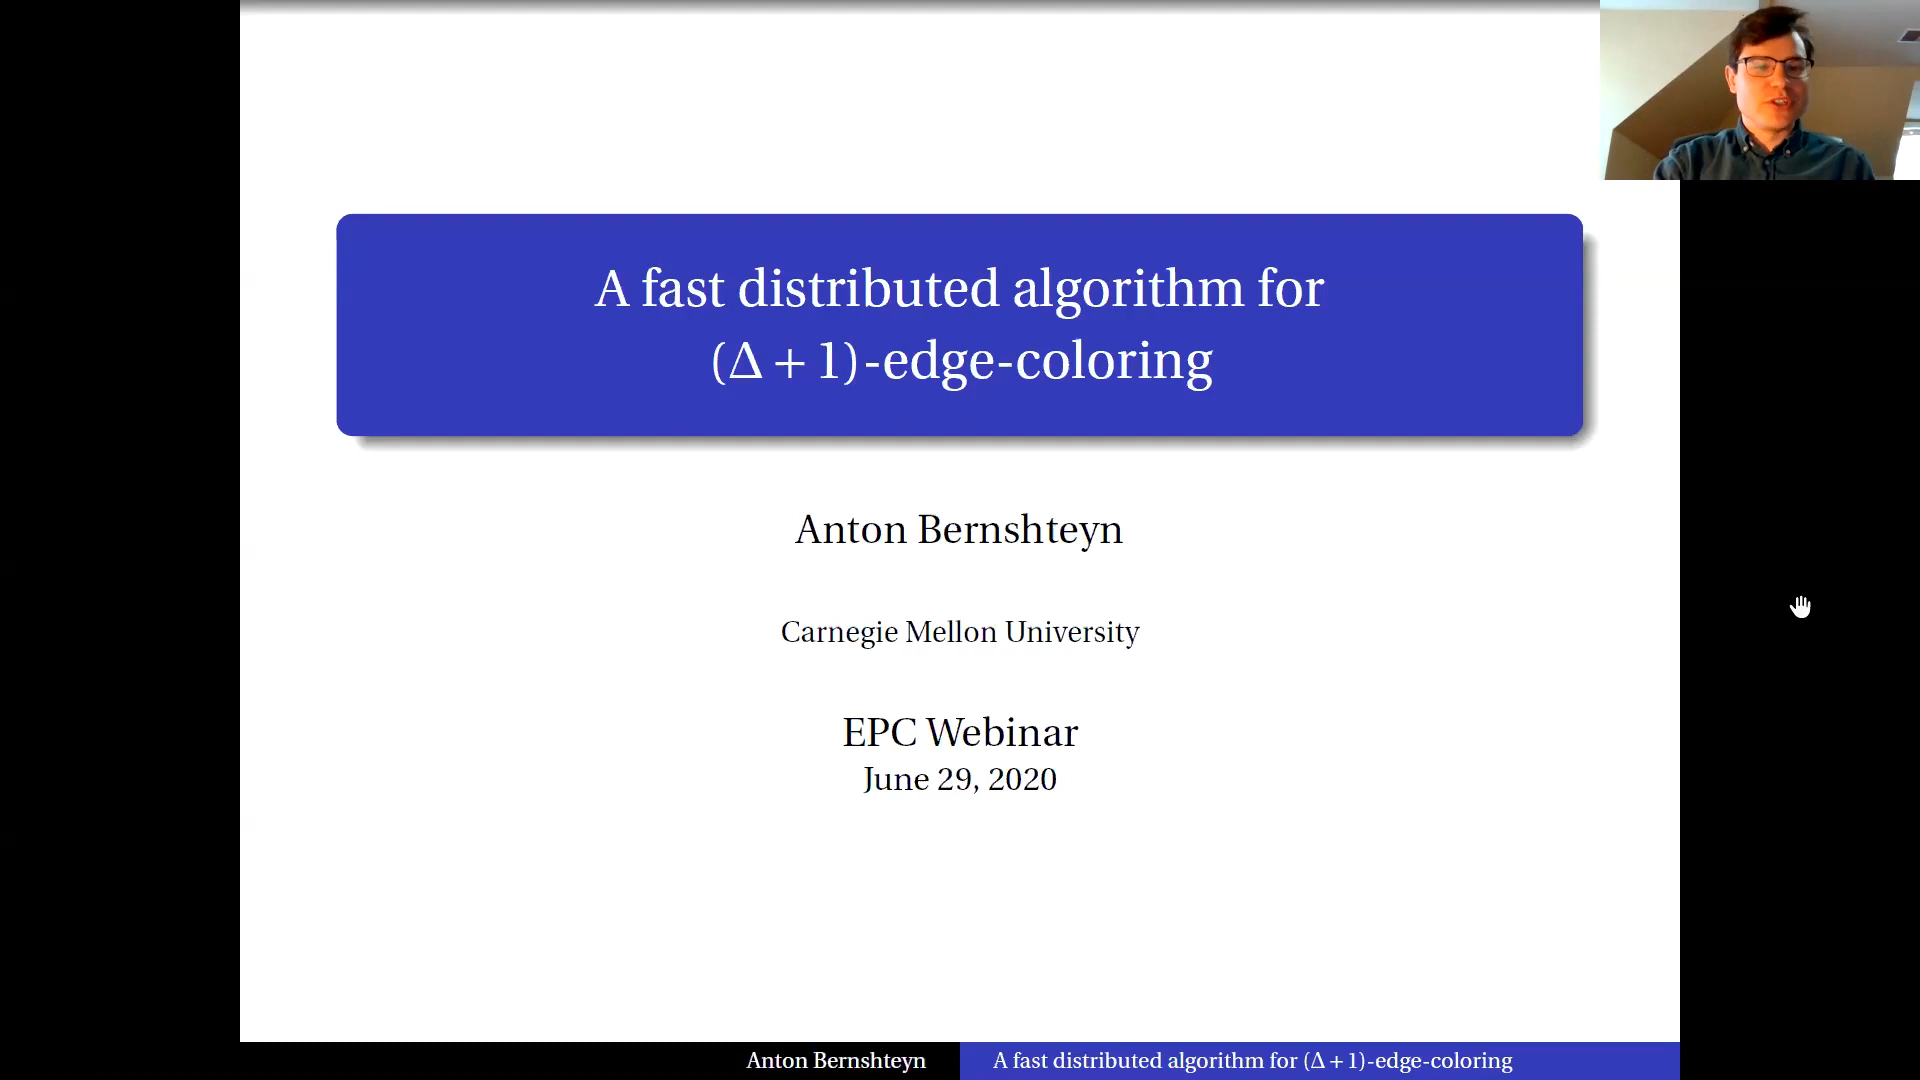 A fast distributed algorithm for
(Δ + 1)-edge-coloring
Anton Bernshteyn
Carnegie Mellon University
EPC Webinar
June 29, 2020
Anton Bernshteyn
A fast distributed algorithm for (Δ + 1)-edge-coloring